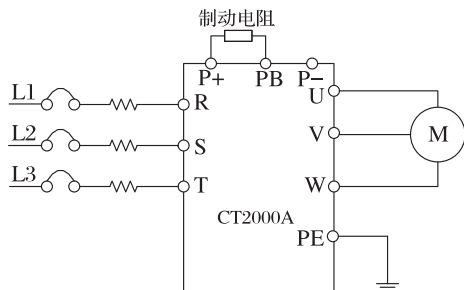 制动电阻
P+ PB P−
L1 R U
L2 S V M
L3 T W
CT2000A
PE